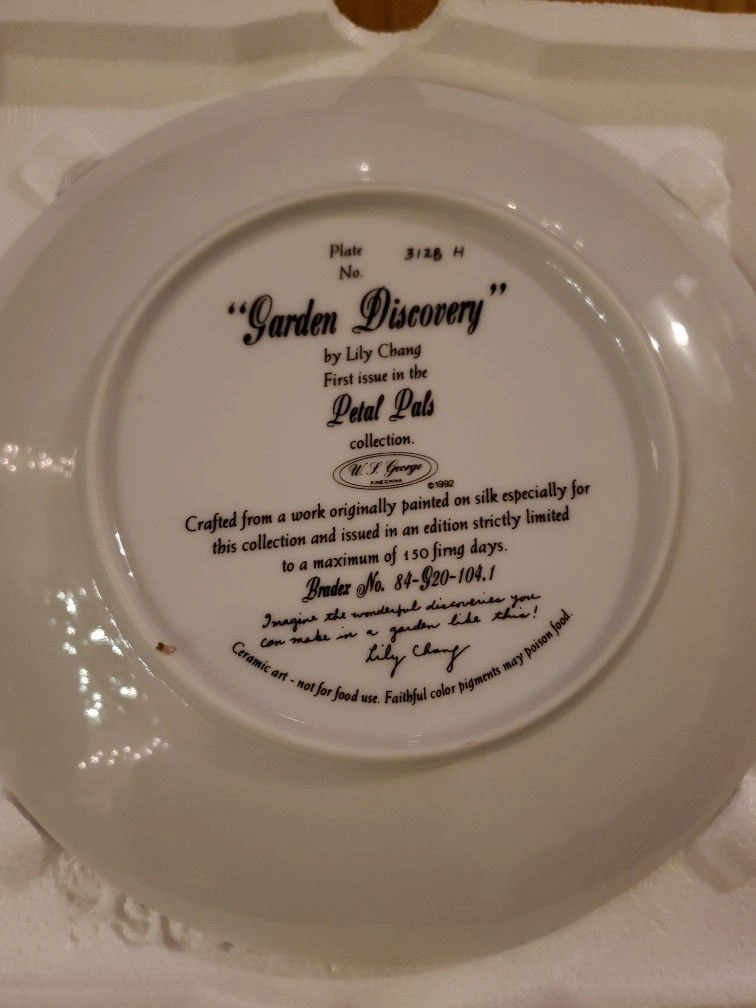 Plate 3128 H
No.
“Garden Discovery”
by Lily Chang
First issue in the
Petal Pals
collection.
W. S. George
FINE CHINA
©1992
Crafted from a work originally painted on silk especially for
this collection and issued in an edition strictly limited
to a maximum of 150 firng days.
Bradex No. 84-G20-104.1
Imagine the wonderful discoveries you
can make in a garden like this!
Lily Chang
Ceramic art - not for food use. Faithful color pigments may poison food.